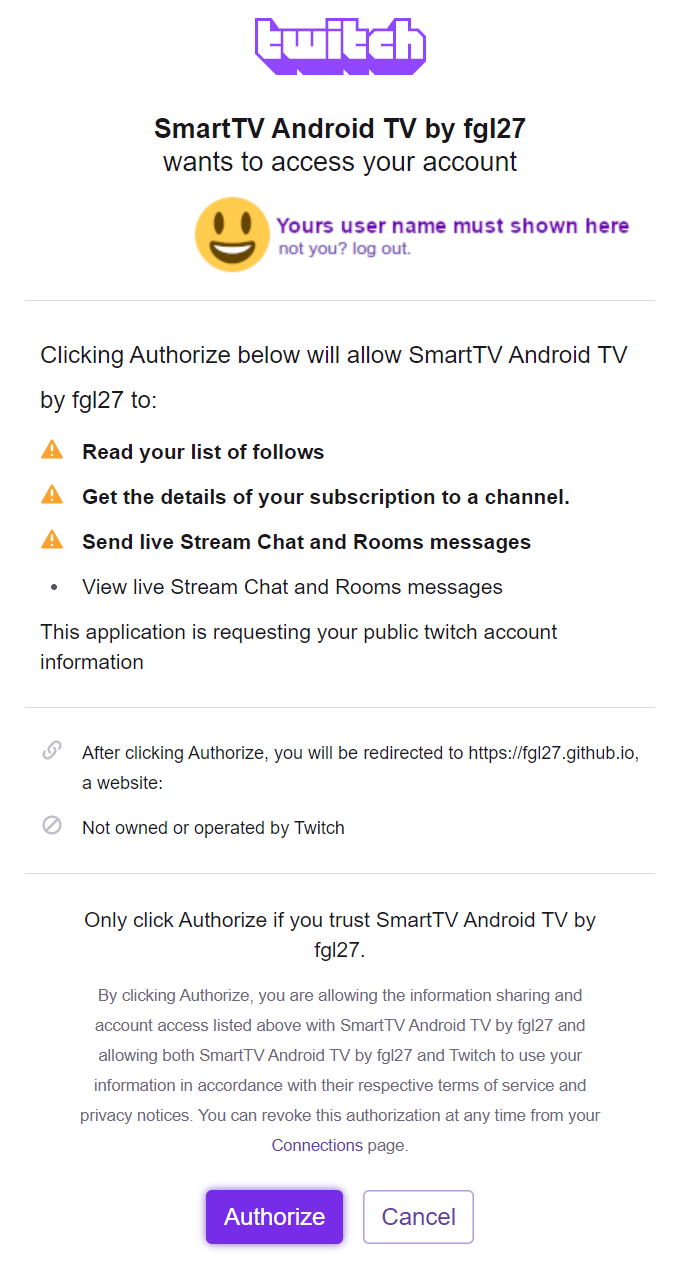 twitch
SmartTV Android TV by fgl27
wants to access your account
Yours user name must shown here
not you? log out.
Clicking Authorize below will allow SmartTV Android TV
by fgl27 to:
Read your list of follows
Get the details of your subscription to a channel.
Send live Stream Chat and Rooms messages
• View live Stream Chat and Rooms messages
This application is requesting your public twitch account
information
After clicking Authorize, you will be redirected to https://fgl27.github.io,
a website:
Not owned or operated by Twitch
Only click Authorize if you trust SmartTV Android TV by
fgl27.
By clicking Authorize, you are allowing the information sharing and
account access listed above with SmartTV Android TV by fgl27 and
allowing both SmartTV Android TV by fgl27 and Twitch to use your
information in accordance with their respective terms of service and
privacy notices. You can revoke this authorization at any time from your
Connections page.
Authorize
Cancel